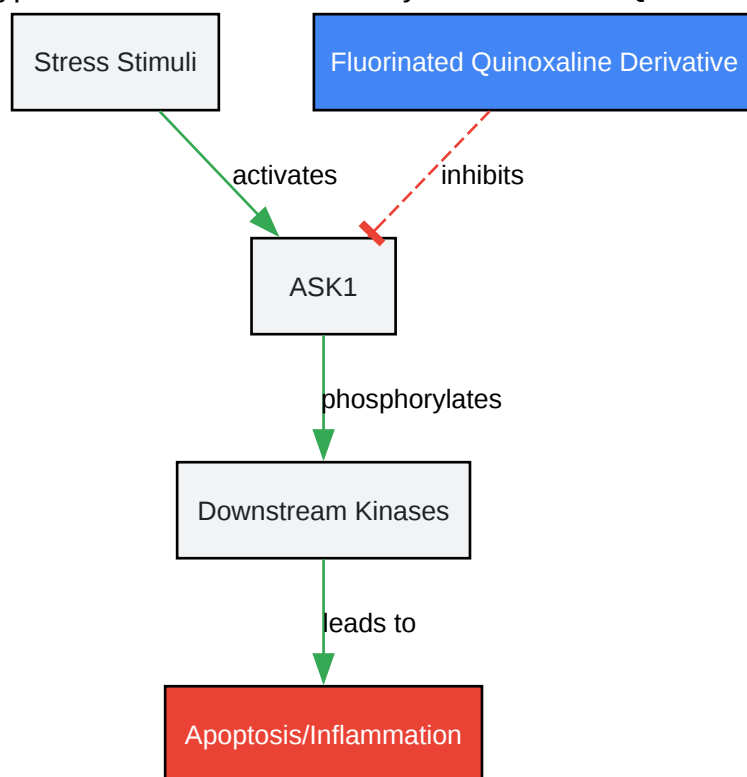 Stress Stimuli
Fluorinated Quinoxaline Derivative
activates
inhibits
ASK1
phosphorylates
Downstream Kinases
leads to
Apoptosis/Inflammation